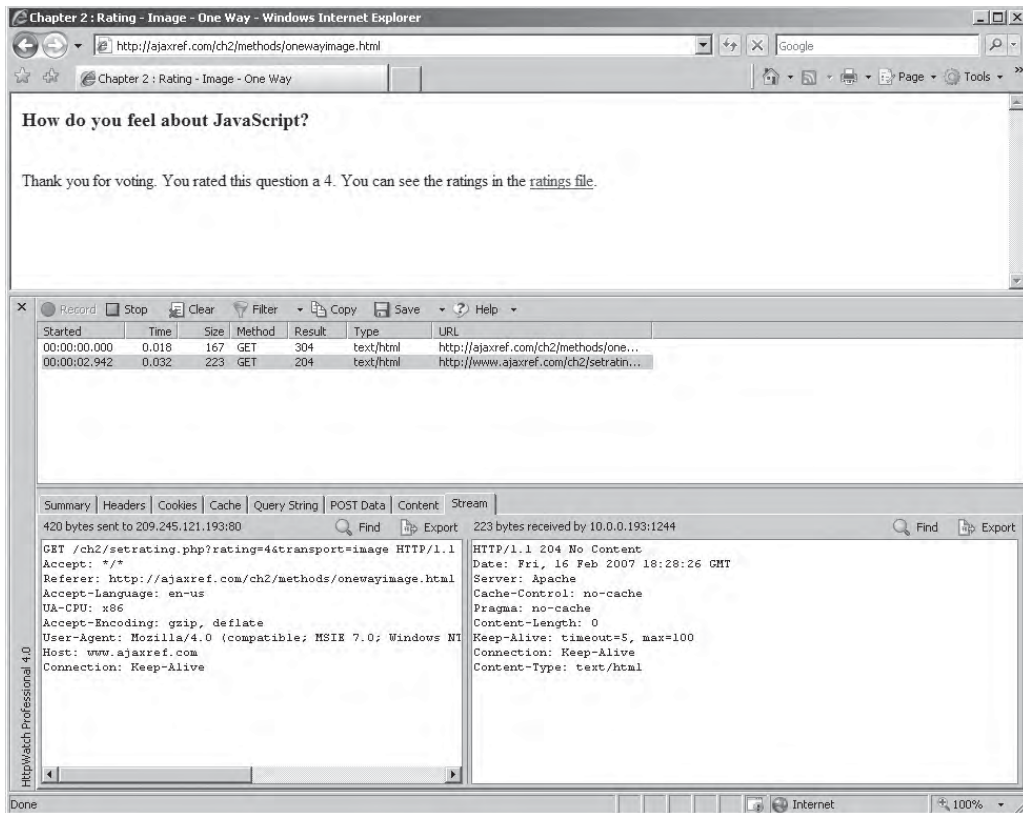 Chapter 2 : Rating - Image - One Way - Windows Internet Explorer
http://ajaxref.com/ch2/methods/onewayimage.html
Google
Chapter 2 : Rating - Image - One Way
Page
Tools
»
How do you feel about JavaScript?
Thank you for voting. You rated this question a 4. You can see the ratings in the ratings file.
Record Stop Clear Filter Copy Save Help
Started Time Size Method Result Type URL
00:00:00.000 0.018 167 GET 304 text/html http://ajaxref.com/ch2/methods/one...
00:00:02.942 0.032 223 GET 204 text/html http://www.ajaxref.com/ch2/setratin...
Summary Headers Cookies Cache Query String POST Data Content Stream
420 bytes sent to 209.245.121.193:80 Find Export
GET /ch2/setrating.php?rating=4&transport=image HTTP/1.1
Accept: */*
Referer: http://ajaxref.com/ch2/methods/onewayimage.html
Accept-Language: en-us
UA-CPU: x86
Accept-Encoding: gzip, deflate
User-Agent: Mozilla/4.0 (compatible; MSIE 7.0; Windows NT
Host: www.ajaxref.com
Connection: Keep-Alive
223 bytes received by 10.0.0.193:1244 Find Export
HTTP/1.1 204 No Content
Date: Fri, 16 Feb 2007 18:28:26 GMT
Server: Apache
Cache-Control: no-cache
Pragma: no-cache
Content-Length: 0
Keep-Alive: timeout=5, max=100
Connection: Keep-Alive
Content-Type: text/html
HttpWatch Professional 4.0
Done
Internet
100%